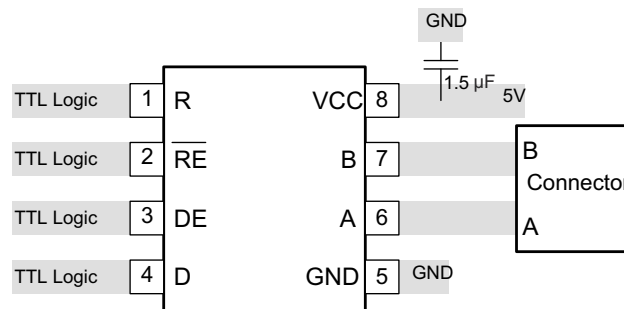 GND
1.5 µF
TTL Logic 1 R VCC 8 5V
TTL Logic 2 RE B 7 B
Connector
TTL Logic 3 DE A 6 A
TTL Logic 4 D GND 5 GND